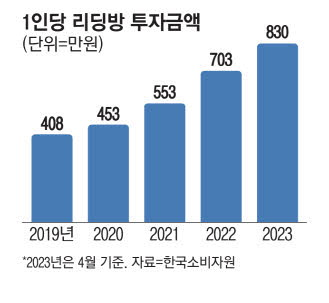 1인당 리딩방 투자금액
(단위=만원)
408 453 553 703 830
2019년 2020 2021 2022 2023
*2023년은 4월 기준. 자료=한국소비자원